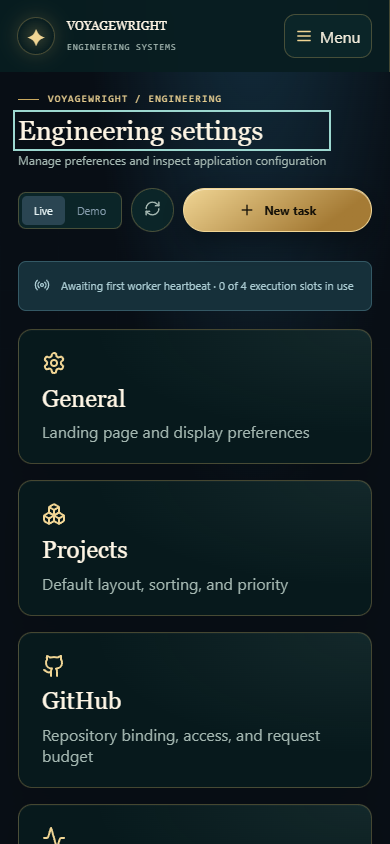 VOYAGEWRIGHT
ENGINEERING SYSTEMS
Menu
VOYAGEWRIGHT / ENGINEERING
Engineering settings
Manage preferences and inspect application configuration
Live
Demo
New task
Awaiting first worker heartbeat · 0 of 4 execution slots in use
General
Landing page and display preferences
Projects
Default layout, sorting, and priority
GitHub
Repository binding, access, and request
budget